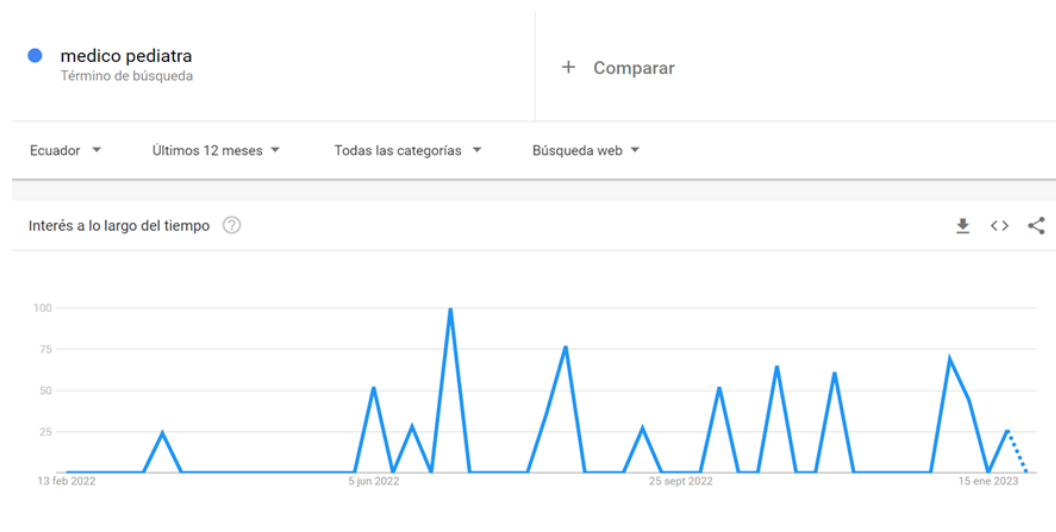 medico pediatra
Término de búsqueda
+ Comparar
Ecuador Últimos 12 meses Todas las categorías Búsqueda web
Interés a lo largo del tiempo ?
<>
100
75
50
25
13 feb 2022 5 jun 2022 25 sept 2022 15 ene 2023